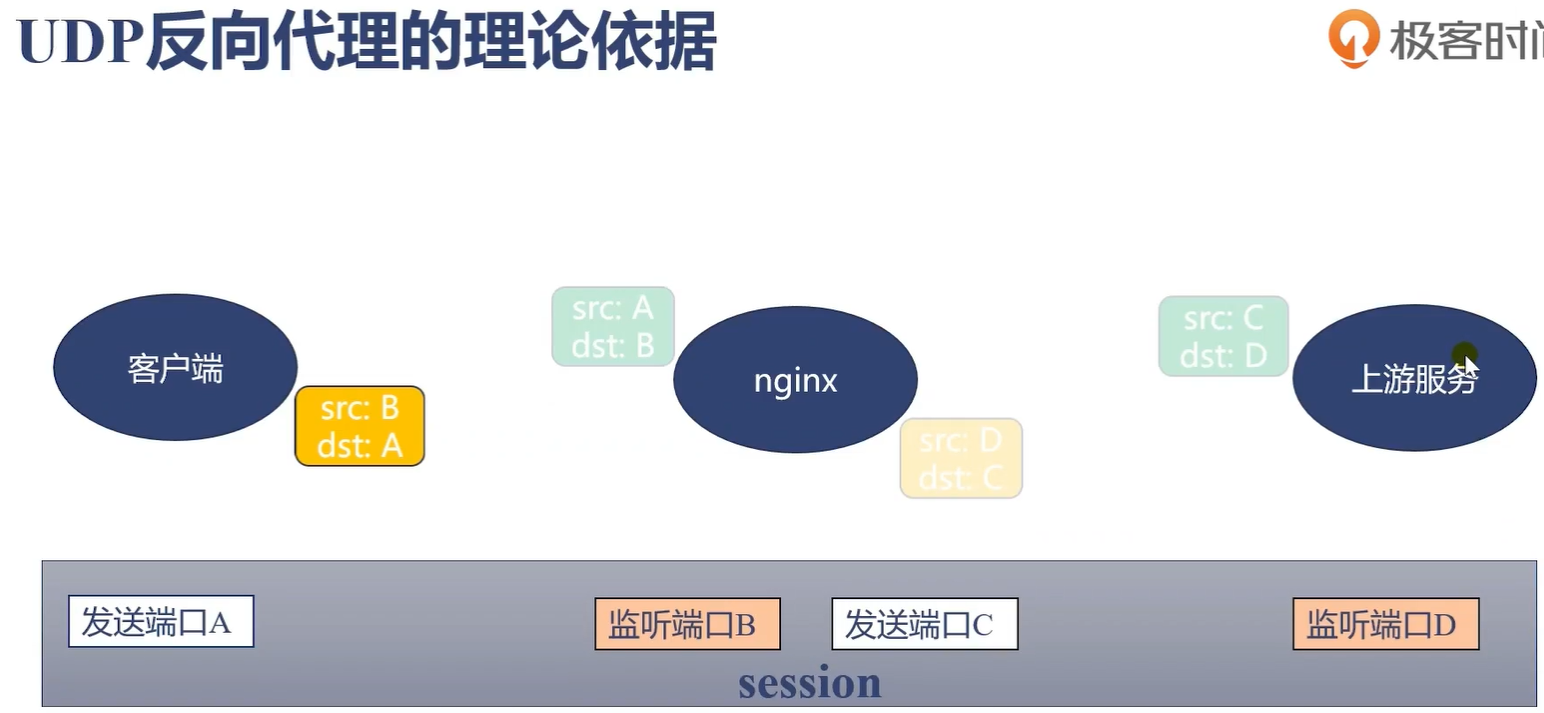 UDP反向代理的理论依据
极客时间
src: A
dst: B
src: C
dst: D
客户端
nginx
上游服务
src: B
dst: A
src: D
dst: C
发送端口A
监听端口B
发送端口C
监听端口D
session